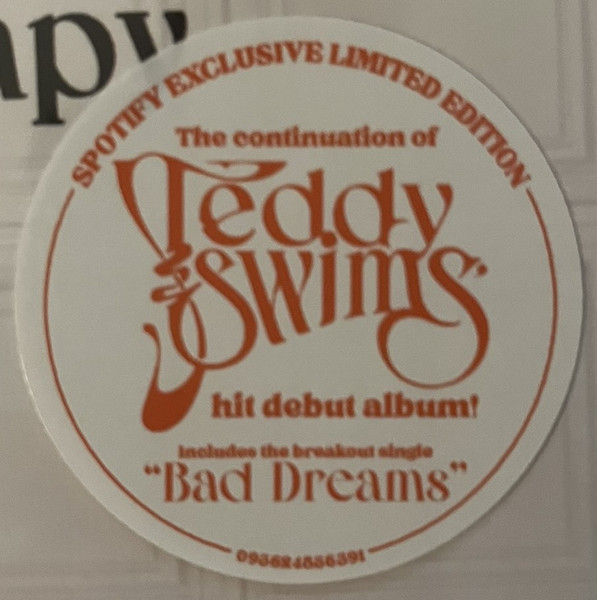 apy
SPOTIFY EXCLUSIVE LIMITED EDITION
The continuation of
Teddy
Swims
hit debut album!
includes the breakout single
“Bad Dreams”
093624836391